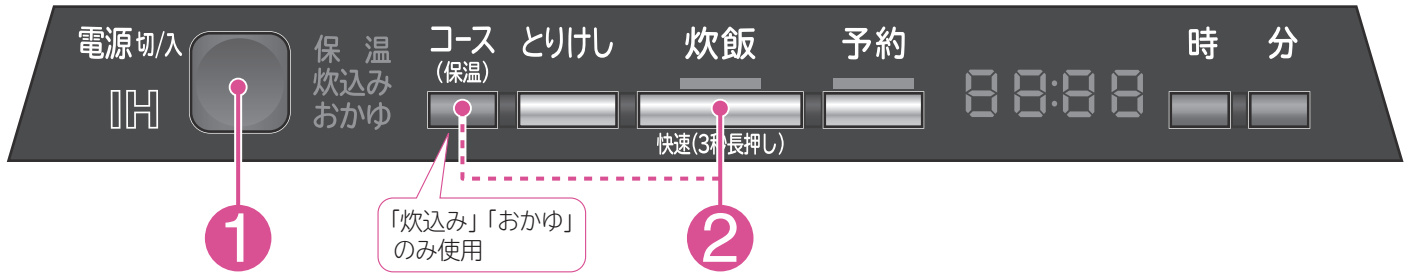 電源 切/入
IH
保 温
炊込み
おかゆ
コース
(保温)
とりけし
炊飯
快速(3秒長押し)
予約
88:88
時
分
「炊込み」「おかゆ」
のみ使用
1
2